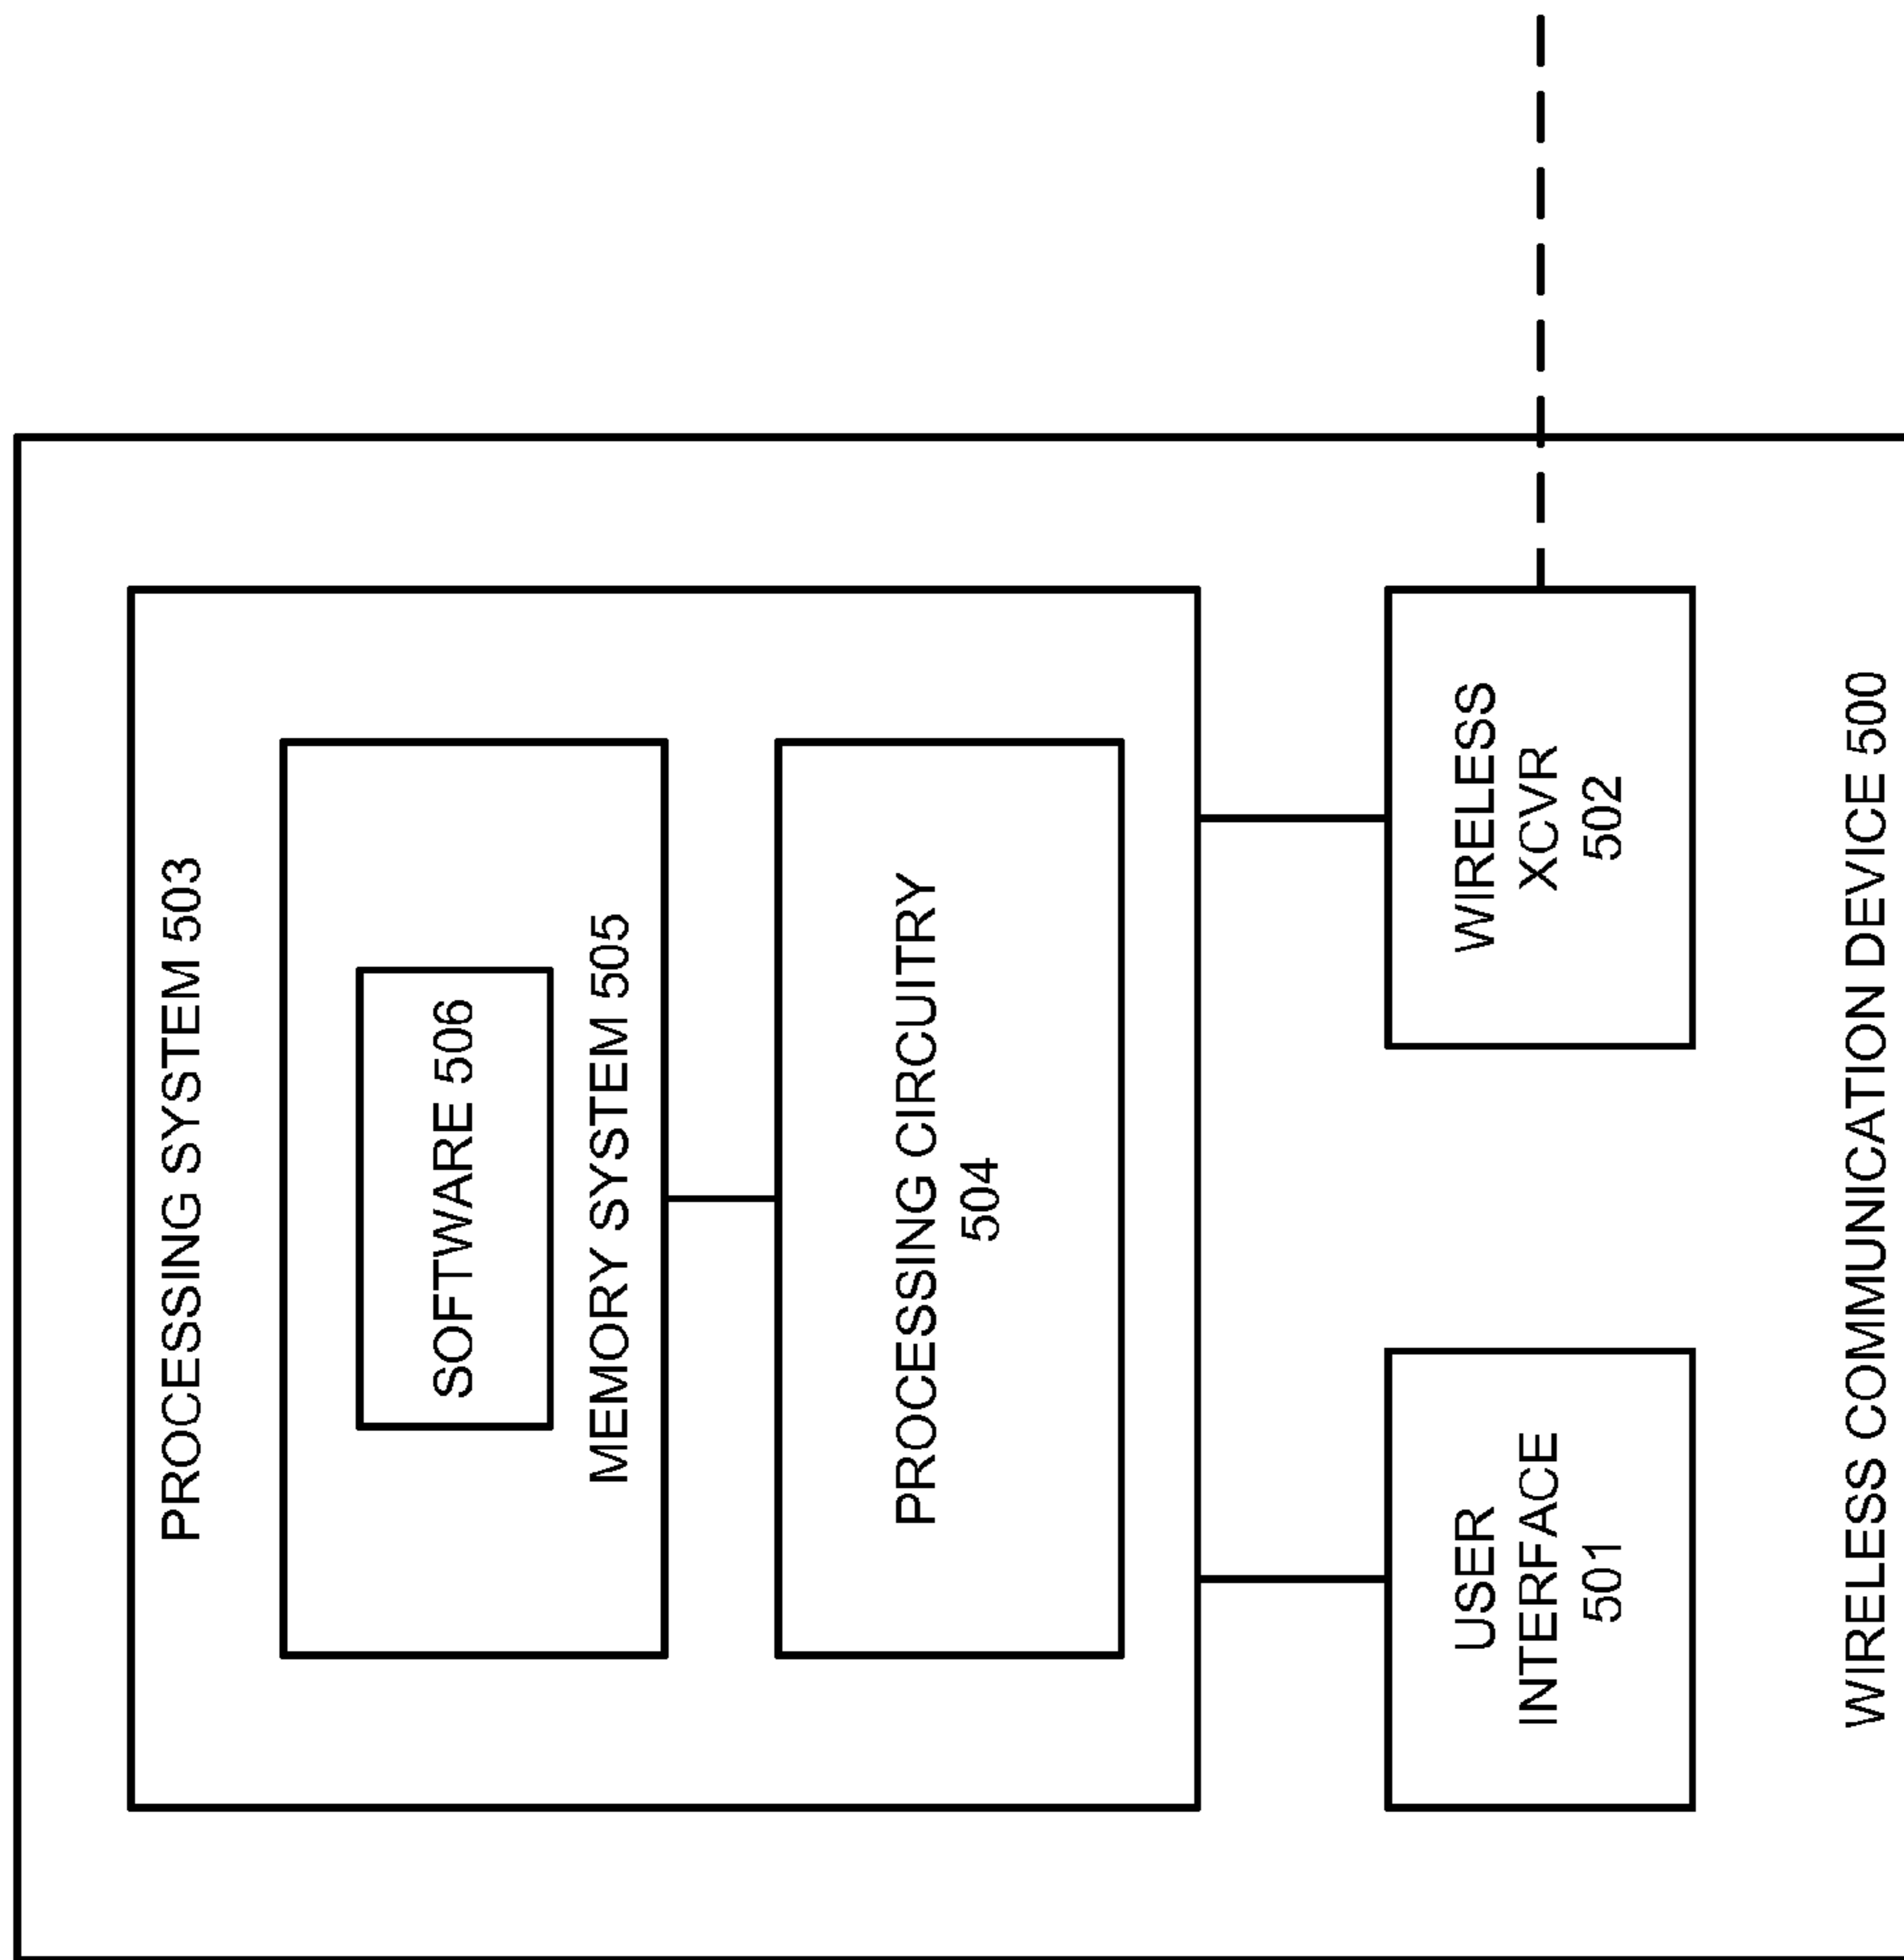 PROCESSING SYSTEM 503
SOFTWARE 506
MEMORY SYSTEM 505
PROCESSING CIRCUITRY
504
USER
INTERFACE
501
WIRELESS
XCVR
502
WIRELESS COMMUNICATION DEVICE 500